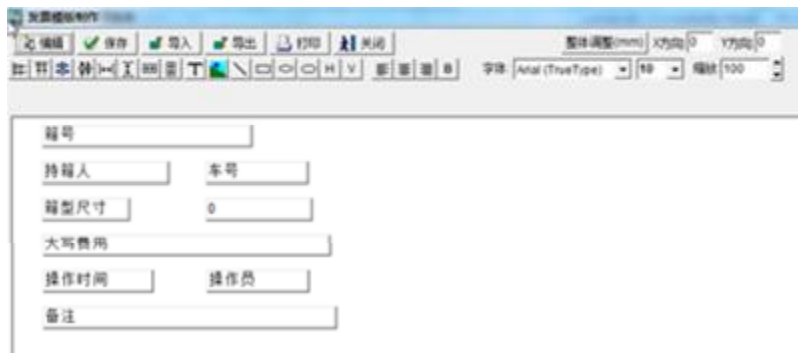 发票模板制作
编辑 保存 导入 导出 打印 关闭 整体调整(mm) X方向 0 Y方向 0
T H V B 字体 Arial (TrueType) 10 缩放 100
箱号
持箱人 车号
箱型尺寸 0
大写费用
操作时间 操作员
备注